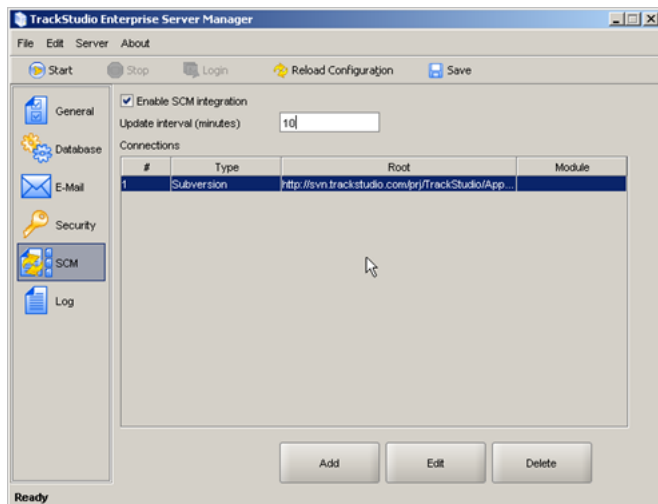 TrackStudio Enterprise Server Manager
File Edit Server About
Start Stop Login Reload Configuration Save
General
Database
E-Mail
Security
SCM
Log
Enable SCM integration
Update interval (minutes) 10
Connections
# Type Root Module
1 Subversion http://svn.trackstudio.com/prj/TrackStudio/App...
Add Edit Delete
Ready